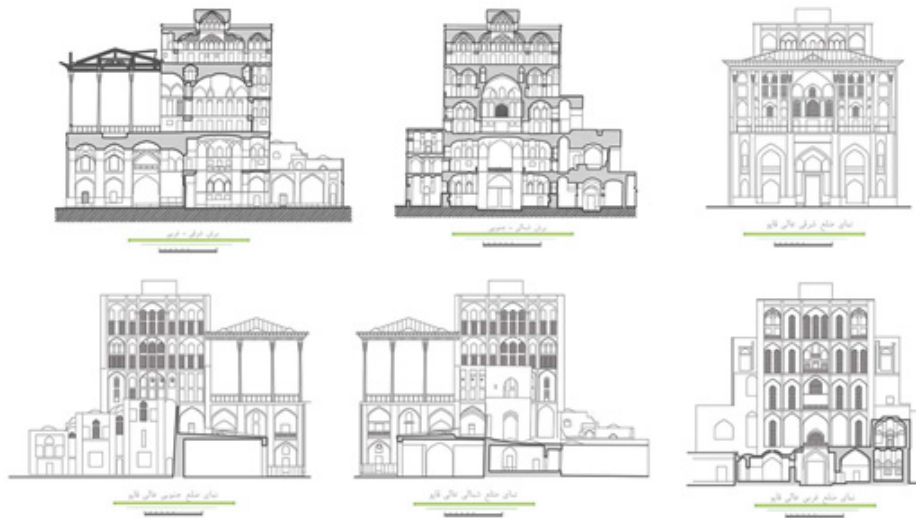 برش شرقی - غربی
برش شمالی - جنوبی
نمای ضلع شرقی عالی قاپو
نمای ضلع جنوبی عالی قاپو
نمای ضلع شمالی عالی قاپو
نمای ضلع غربی عالی قاپو